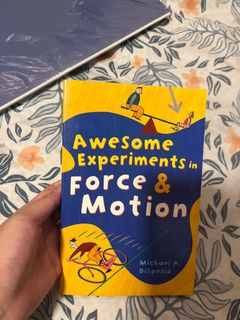 Awesome
Experiments in
Force &
Motion
Michael A.
DiSpezio